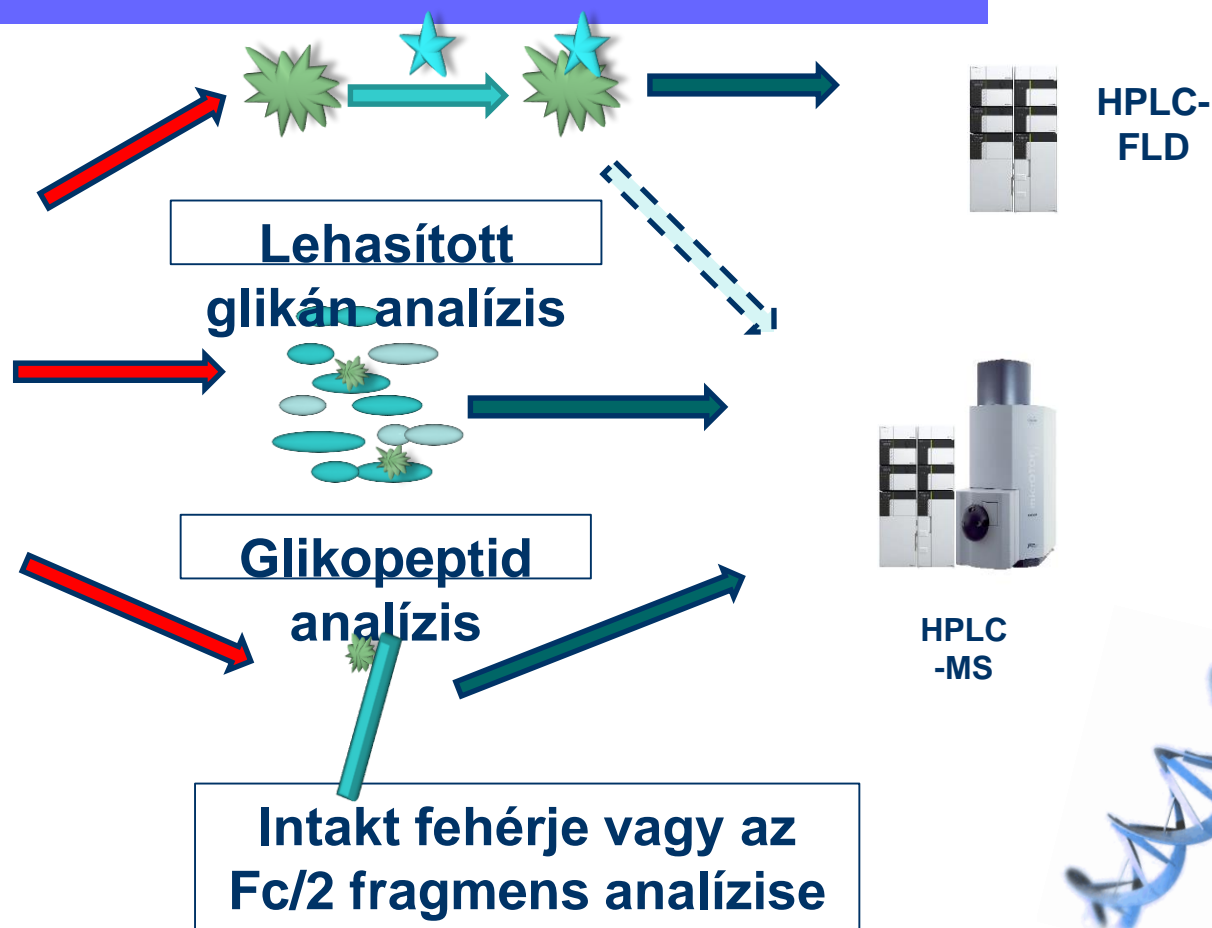 HPLC-
FLD
Lehasított
glikán analízis
Glikopeptid
analízis
HPLC
-MS
Intakt fehérje vagy az
Fc/2 fragmens analízise